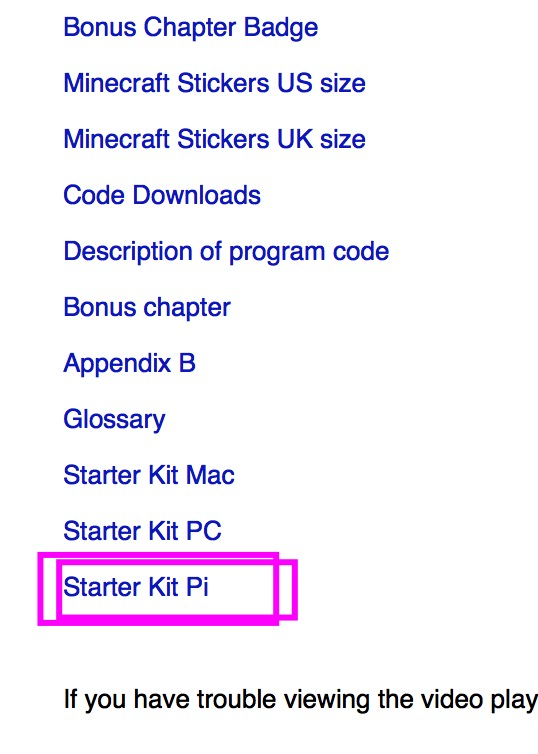 Bonus Chapter Badge
Minecraft Stickers US size
Minecraft Stickers UK size
Code Downloads
Description of program code
Bonus chapter
Appendix B
Glossary
Starter Kit Mac
Starter Kit PC
Starter Kit Pi
If you have trouble viewing the video play